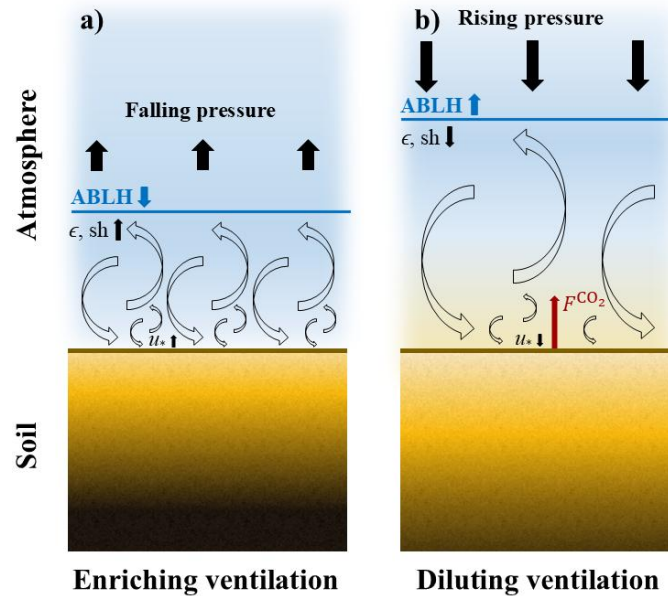 a)
Falling pressure
ABLH
ϵ, sh
u*
Enriching ventilation
b)
Rising pressure
ABLH
ϵ, sh
F^CO₂
u*
Diluting ventilation
Atmosphere
Soil